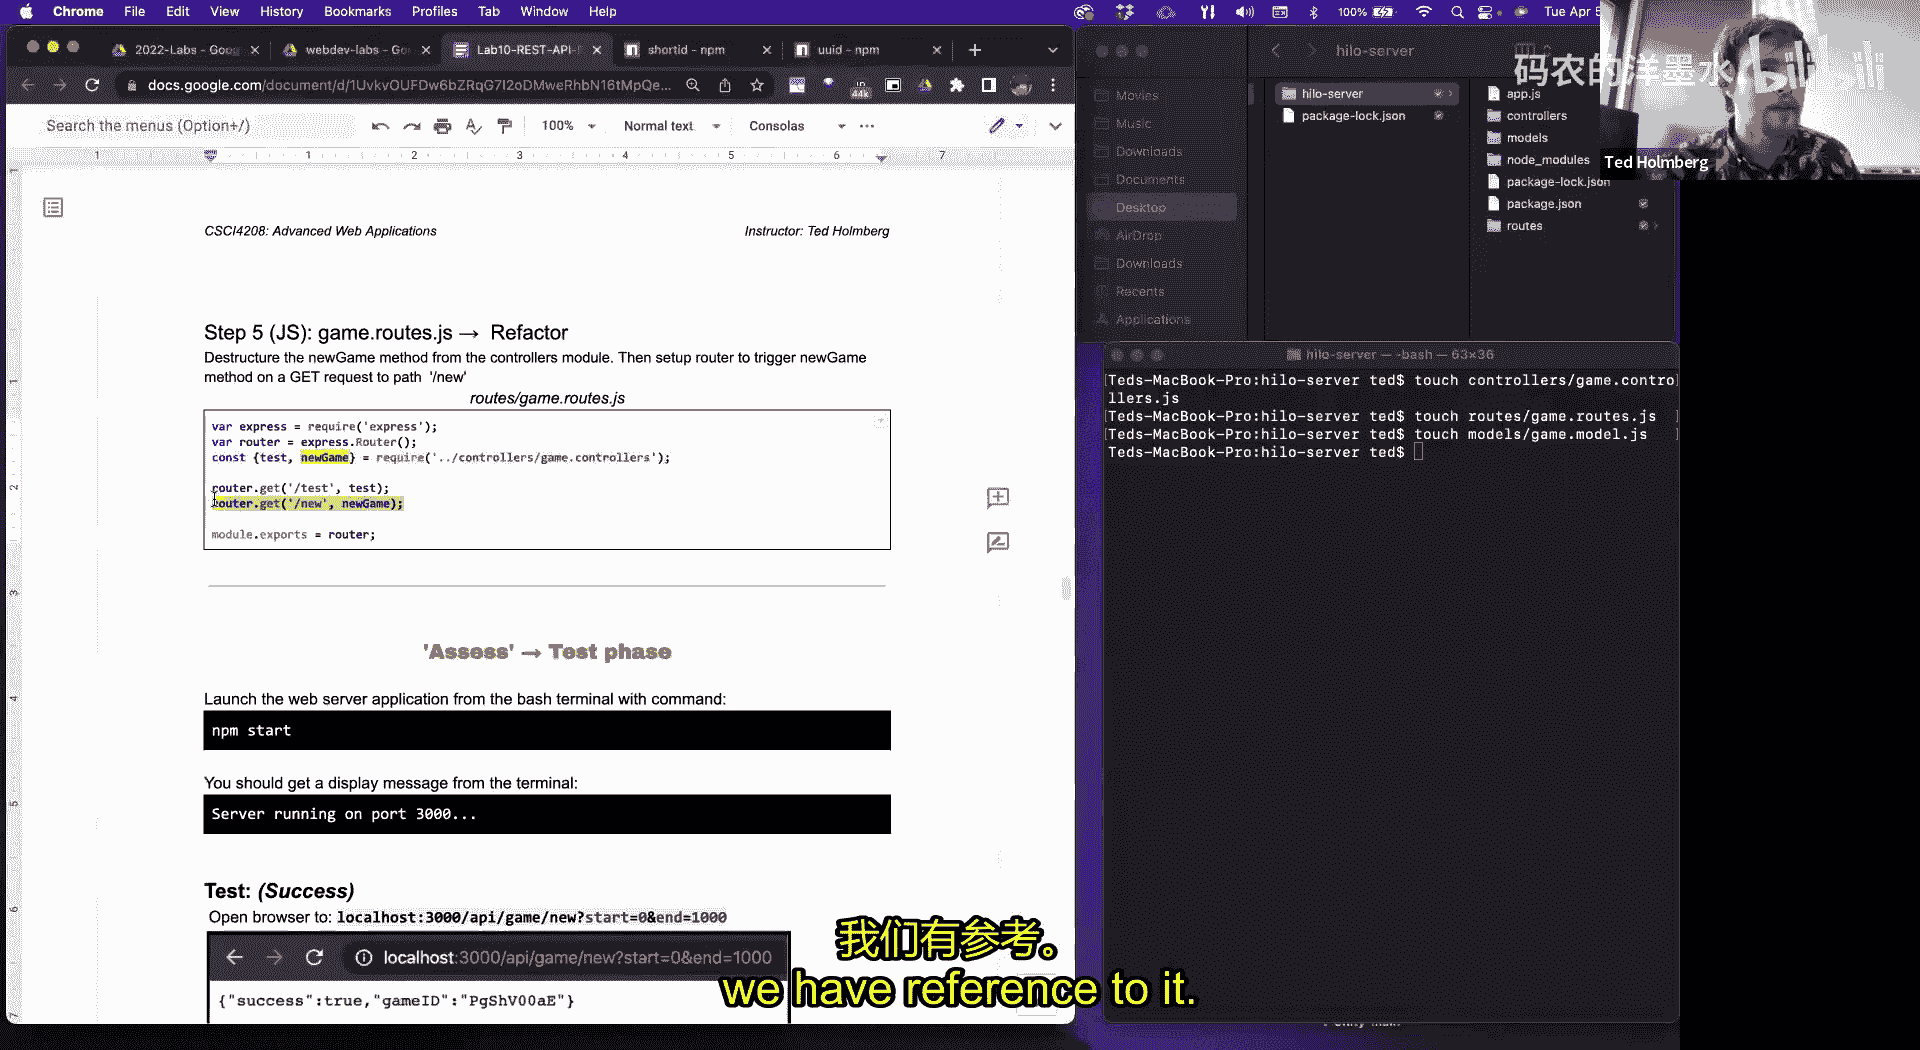 Chrome File Edit View History Bookmarks Profiles Tab Window Help
100%
Tue Apr 5
2022-Labs - Goog
webdev-labs - Go
Lab10-REST-API-
shortid - npm
uuid - npm
docs.google.com/document/d/1UvkvOUFDw6bZRqG7I2oDMweRhbN16tMpQe...
44k
Search the menus (Option+/)
100%
Normal text
Consolas
1 1 2 3 4 5 6 7
CSCI4208: Advanced Web Applications
Instructor: Ted Holmberg
Step 5 (JS): game.routes.js → Refactor
Destructure the newGame method from the controllers module. Then setup router to trigger newGame
method on a GET request to path '/new'
routes/game.routes.js
var express = require('express');
var router = express.Router();
const {test, newGame} = require('../controllers/game.controllers');
router.get('/test', test);
router.get('/new', newGame);
module.exports = router;
'Assess' → Test phase
Launch the web server application from the bash terminal with command:
npm start
You should get a display message from the terminal:
Server running on port 3000...
Test: (Success)
Open browser to: localhost:3000/api/game/new?start=0&end=1000
localhost:3000/api/game/new?start=0&end=1000
{"success":true,"gameID":"PgShV00aE"}
hilo-server
Movies
Music
Downloads
Documents
Desktop
AirDrop
Downloads
Recents
Applications
hilo-server
package-lock.json
app.js
controllers
models
node_modules
package-lock.json
package.json
routes
码农的洋墨水
bilibili
Ted Holmberg
hilo-server — -bash — 63×36
[Teds-MacBook-Pro:hilo-server ted$ touch controllers/game.contro]
llers.js
[Teds-MacBook-Pro:hilo-server ted$ touch routes/game.routes.js ]
[Teds-MacBook-Pro:hilo-server ted$ touch models/game.model.js ]
Teds-MacBook-Pro:hilo-server ted$
我们有参考。
we have reference to it.